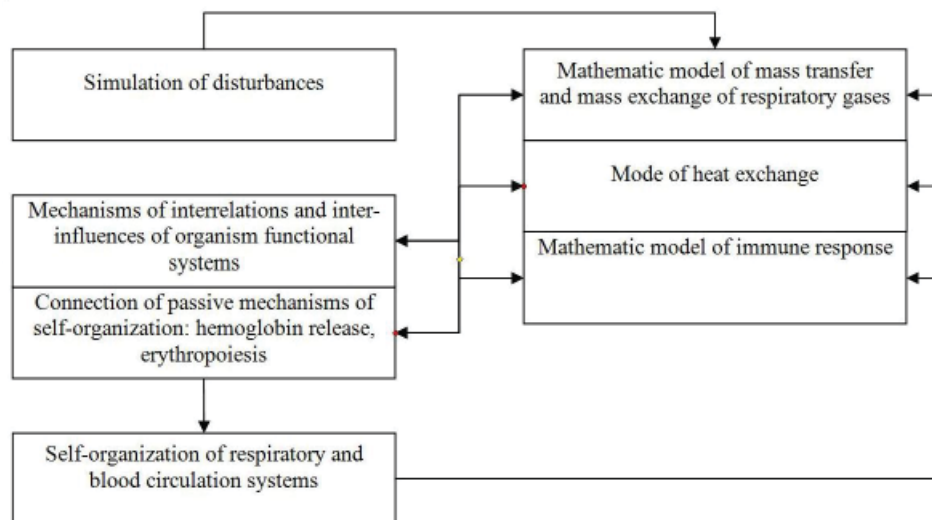 Simulation of disturbances
Mathematic model of mass transfer
and mass exchange of respiratory gases
Mode of heat exchange
Mathematic model of immune response
Mechanisms of interrelations and inter-
influences of organism functional
systems
Connection of passive mechanisms of
self-organization: hemoglobin release,
erythropoiesis
Self-organization of respiratory and
blood circulation systems